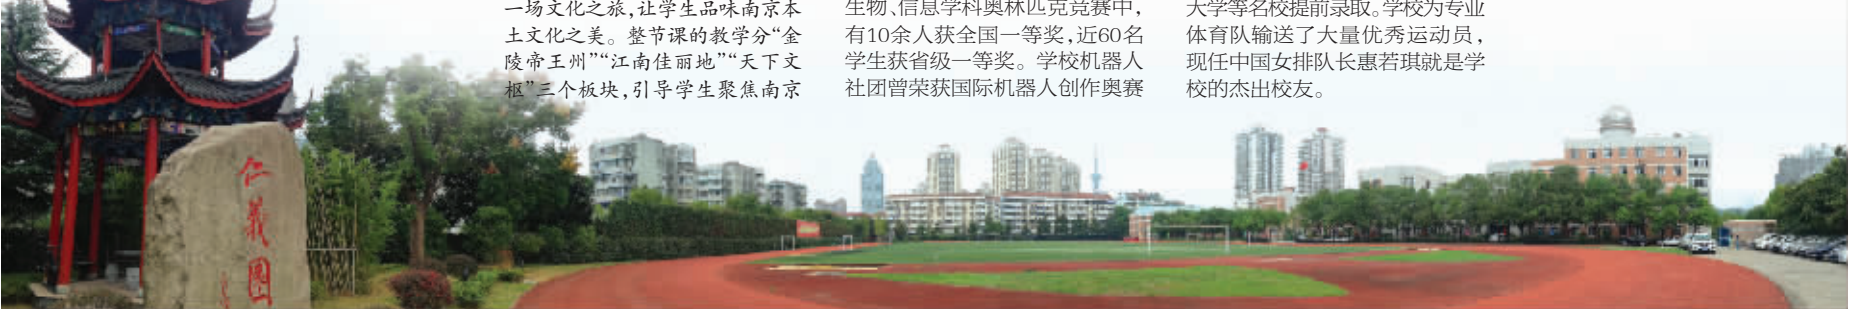 一场文化之旅,让学生品味南京本
土文化之美。整节课的教学分“金
陵帝王州”“江南佳丽地”“天下文
枢”三个板块,引导学生聚焦南京
生物、信息学科奥林匹克竞赛中,
有10余人获全国一等奖,近60名
学生获省级一等奖。学校机器人
社团曾荣获国际机器人创作奥赛
大学等名校提前录取。学校为专业
体育队输送了大量优秀运动员,
现任中国女排队长惠若琪就是学
校的杰出校友。
仁義園